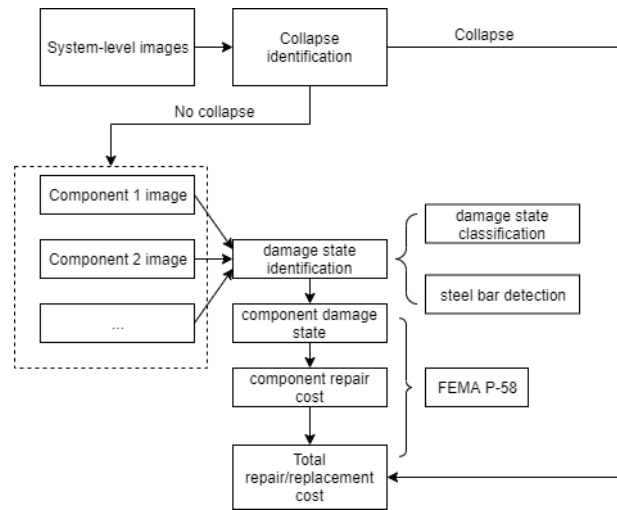 System-level images
Collapse
identification
Collapse
No collapse
Component 1 image
Component 2 image
...
damage state
identification
damage state
classification
steel bar detection
component damage
state
component repair
cost
FEMA P-58
Total
repair/replacement
cost